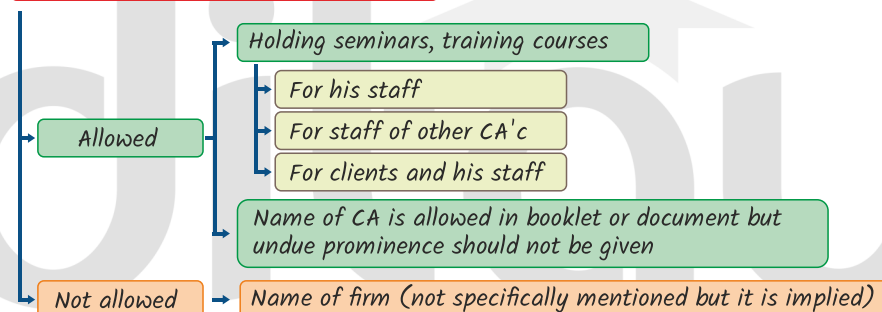 Holding seminars, training courses
For his staff
Allowed
For staff of other CA'c
For clients and his staff
Name of CA is allowed in booklet or document but
undue prominence should not be given
Not allowed
Name of firm (not specifically mentioned but it is implied)